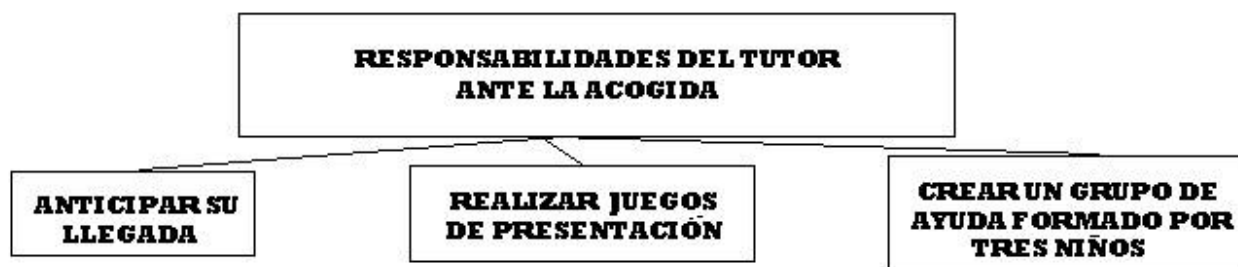 RESPONSABILIDADES DEL TUTOR
ANTE LA ACOGIDA
ANTICIPAR SU
LLEGADA
REALIZAR JUEGOS
DE PRESENTACIÓN
CREAR UN GRUPO DE
AYUDA FORMADO POR
TRES NIÑOS